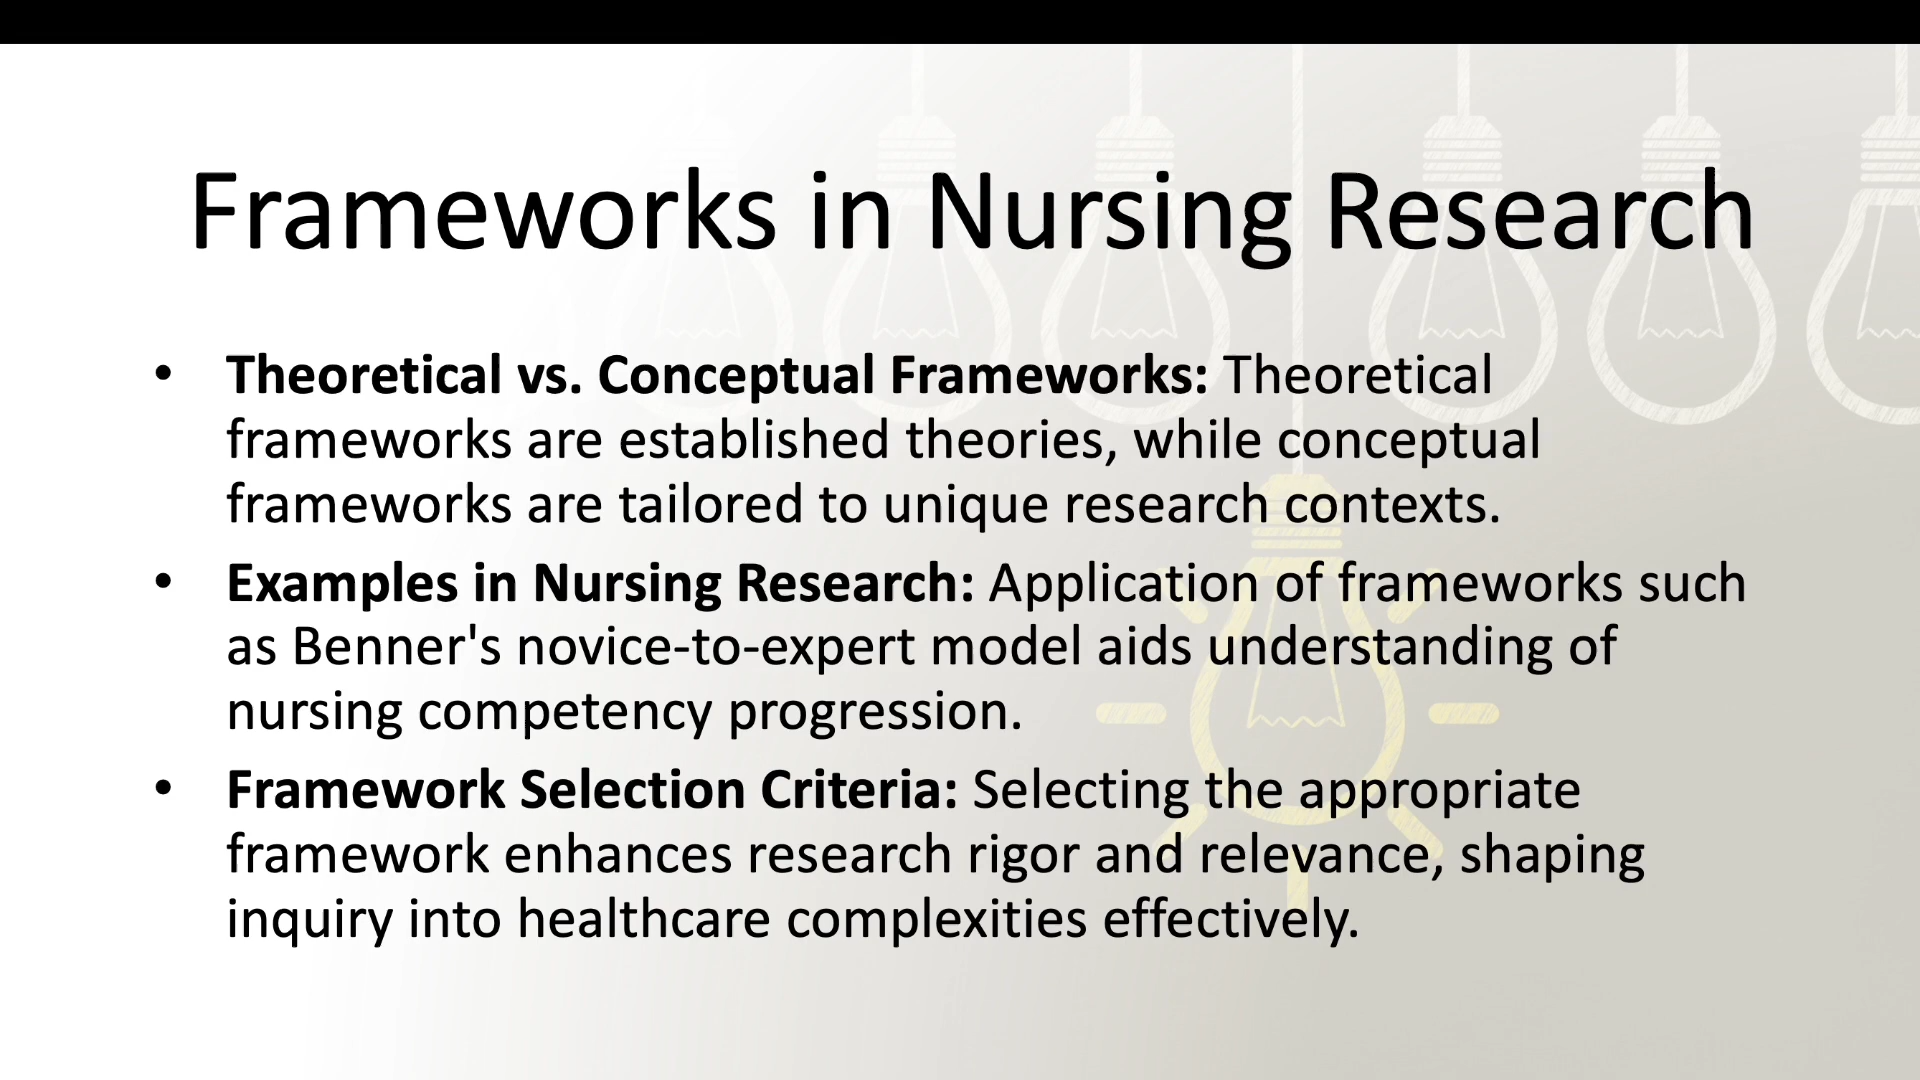 Frameworks in Nursing Research
• Theoretical vs. Conceptual Frameworks: Theoretical
frameworks are established theories, while conceptual
frameworks are tailored to unique research contexts.
• Examples in Nursing Research: Application of frameworks such
as Benner's novice-to-expert model aids understanding of
nursing competency progression.
• Framework Selection Criteria: Selecting the appropriate
framework enhances research rigor and relevance, shaping
inquiry into healthcare complexities effectively.